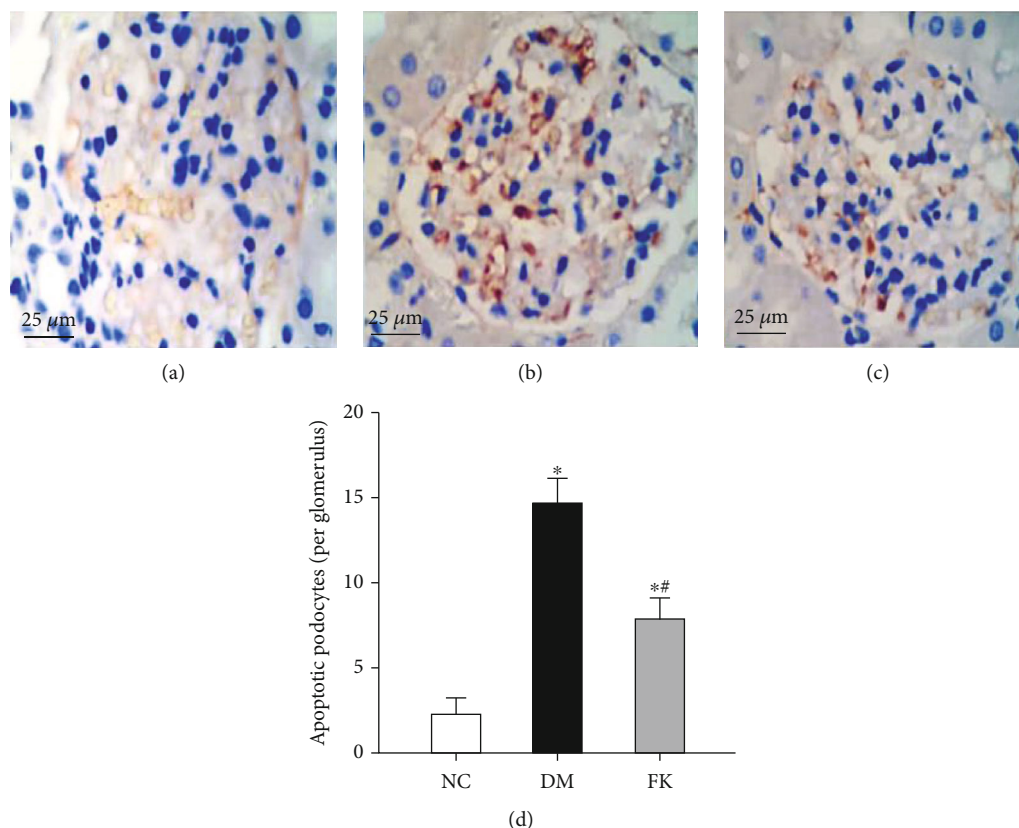 25 μm
25 μm
25 μm
(a)
(b)
(c)
Apoptotic podocytes (per glomerulus)
20
15
10
5
0
*
*#
NC
DM
FK
(d)